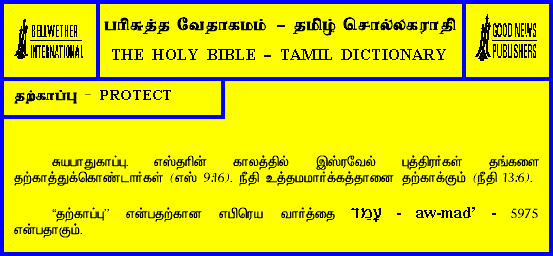 BELLWETHER
INTERNATIONAL
பரிசுத்த வேதாகமம் – தமிழ் சொல்லகராதி
THE HOLY BIBLE – TAMIL DICTIONARY
GOOD NEWS
PUBLISHERS
தற்காப்பு – PROTECT
சுயபாதுகாப்பு. எஸ்தரின் காலத்தில் இஸ்ரவேல் புத்திரர்கள் தங்களை
தற்காத்துக்கொண்டார்கள் (எஸ் 9:16). நீதி உத்தமமார்க்கத்தானை தற்காக்கும் (நீதி 13:6).
“தற்காப்பு” என்பதற்கான எபிரெய வார்த்தை עָמַד - aw-mad’ - 5975
என்பதாகும்.